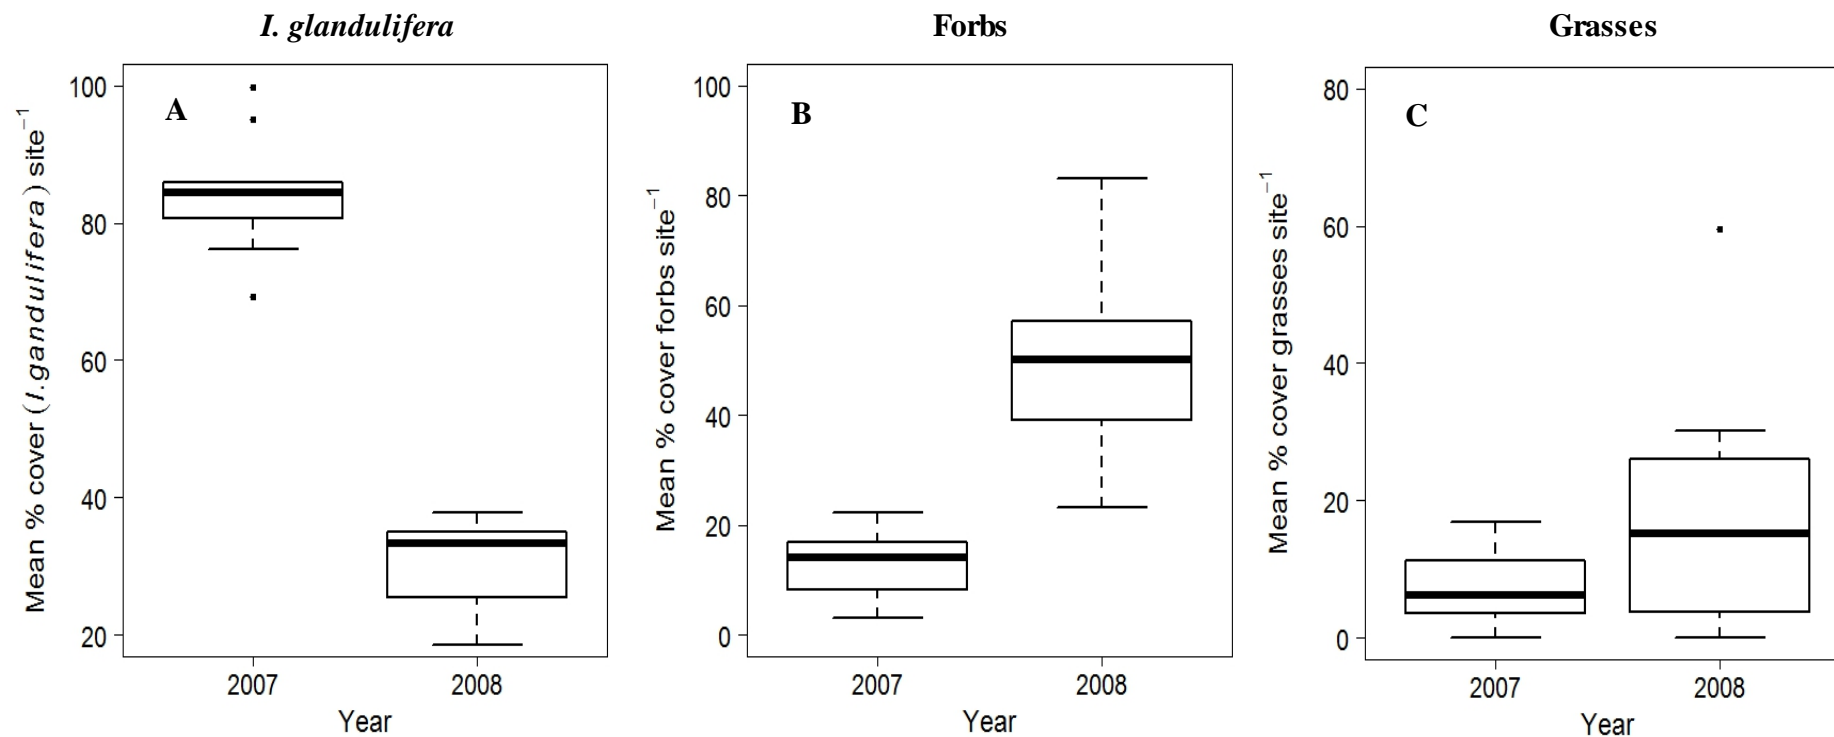 I. glandulifera
Forbs
Grasses
A
100
80
60
40
20
Mean % cover (I.gandulifera) site⁻¹
2007
2008
Year
B
100
80
60
40
20
0
Mean % cover forbs site⁻¹
2007
2008
Year
C
80
60
40
20
0
Mean % cover grasses site⁻¹
2007
2008
Year